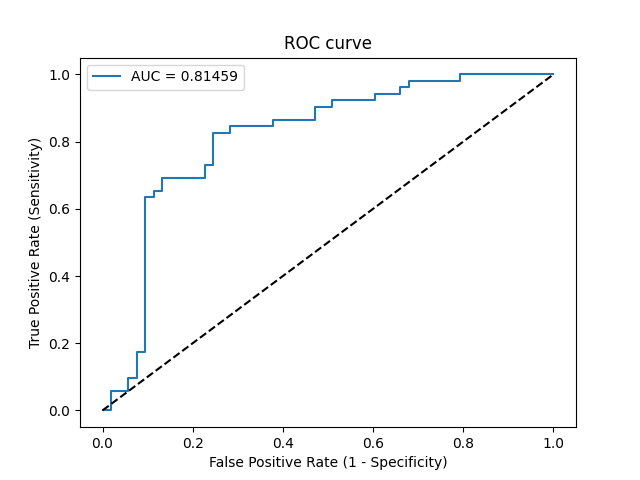 ROC curve
AUC = 0.81459
True Positive Rate (Sensitivity)
1.0
0.8
0.6
0.4
0.2
0.0
0.0 0.2 0.4 0.6 0.8 1.0
False Positive Rate (1 - Specificity)